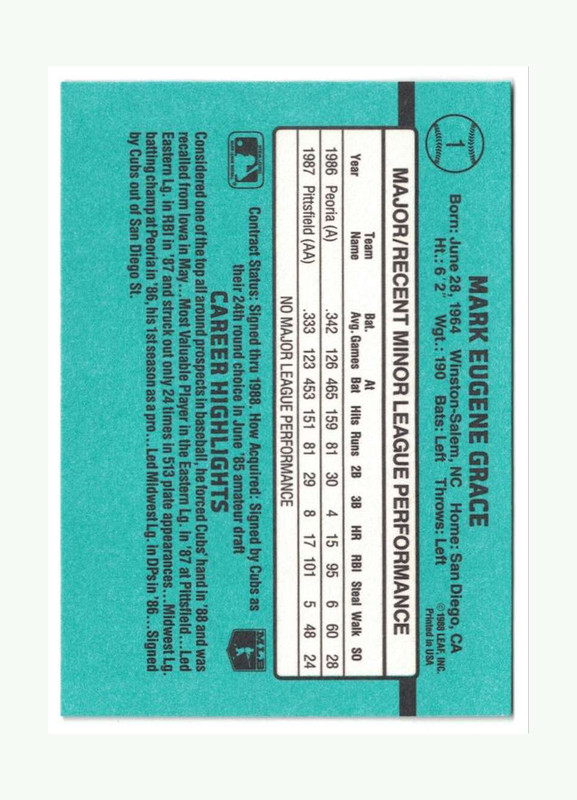 1
MARK EUGENE GRACE
Born: June 28, 1964 Winston-Salem, NC Home: San Diego, CA
Ht.: 6'2" Wgt.: 190 Bats: Left Throws: Left
©1988 LEAF, INC.
Printed in USA
MAJOR/RECENT MINOR LEAGUE PERFORMANCE
Year Team Name Bat. Avg. Games At Bat Hits Runs 2B 3B HR RBI Steal Walk SO
1986 Peoria (A) .342 126 465 159 81 30 4 15 95 6 60 28
1987 Pittsfield (AA) .333 123 453 151 81 29 8 17 101 5 48 24
NO MAJOR LEAGUE PERFORMANCE
Contract Status: Signed thru 1988. How Acquired: Signed by Cubs as
their 24th round choice in June '85 amateur draft
MLB
CAREER HIGHLIGHTS
Considered one of the top all around prospects in baseball, he forced Cubs' hand in '88 and was
recalled from Iowa in May...Most Valuable Player in the Eastern Lg. in '87 at Pittsfield...Led
Eastern Lg. in RBI in '87 and struck out only 24 times in 513 plate appearances...Midwest Lg.
batting champ at Peoria in '86, his 1st season as a pro...Led Midwest Lg. in DPs in '86...Signed
by Cubs out of San Diego St.